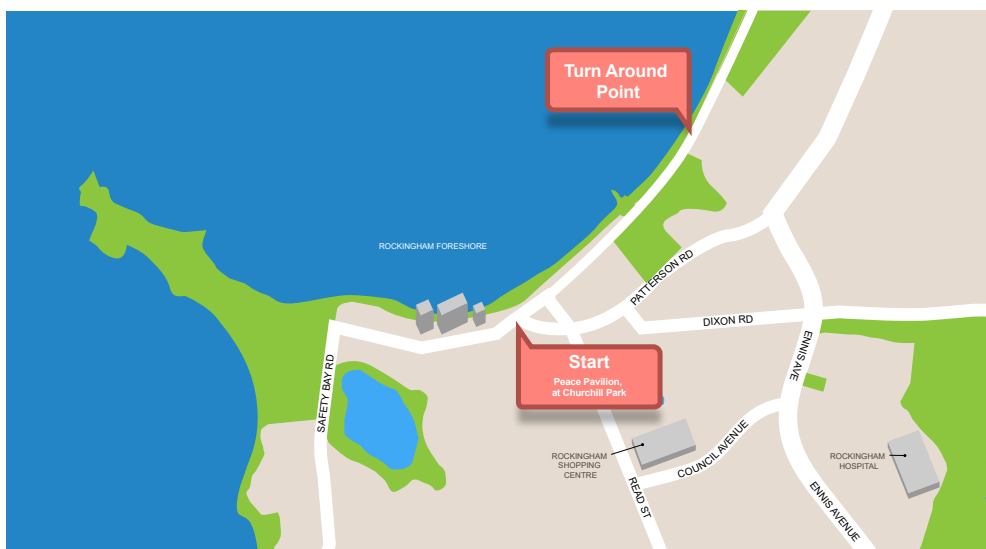 Turn Around
Point
ROCKINGHAM FORESHORE
PATTERSON RD
DIXON RD
ENNIS AVE
SAFETY BAY RD
Start
Peace Pavilion,
at Churchill Park
ROCKINGHAM
SHOPPING
CENTRE
COUNCIL AVENUE
READ ST
ROCKINGHAM
HOSPITAL
ENNIS AVENUE